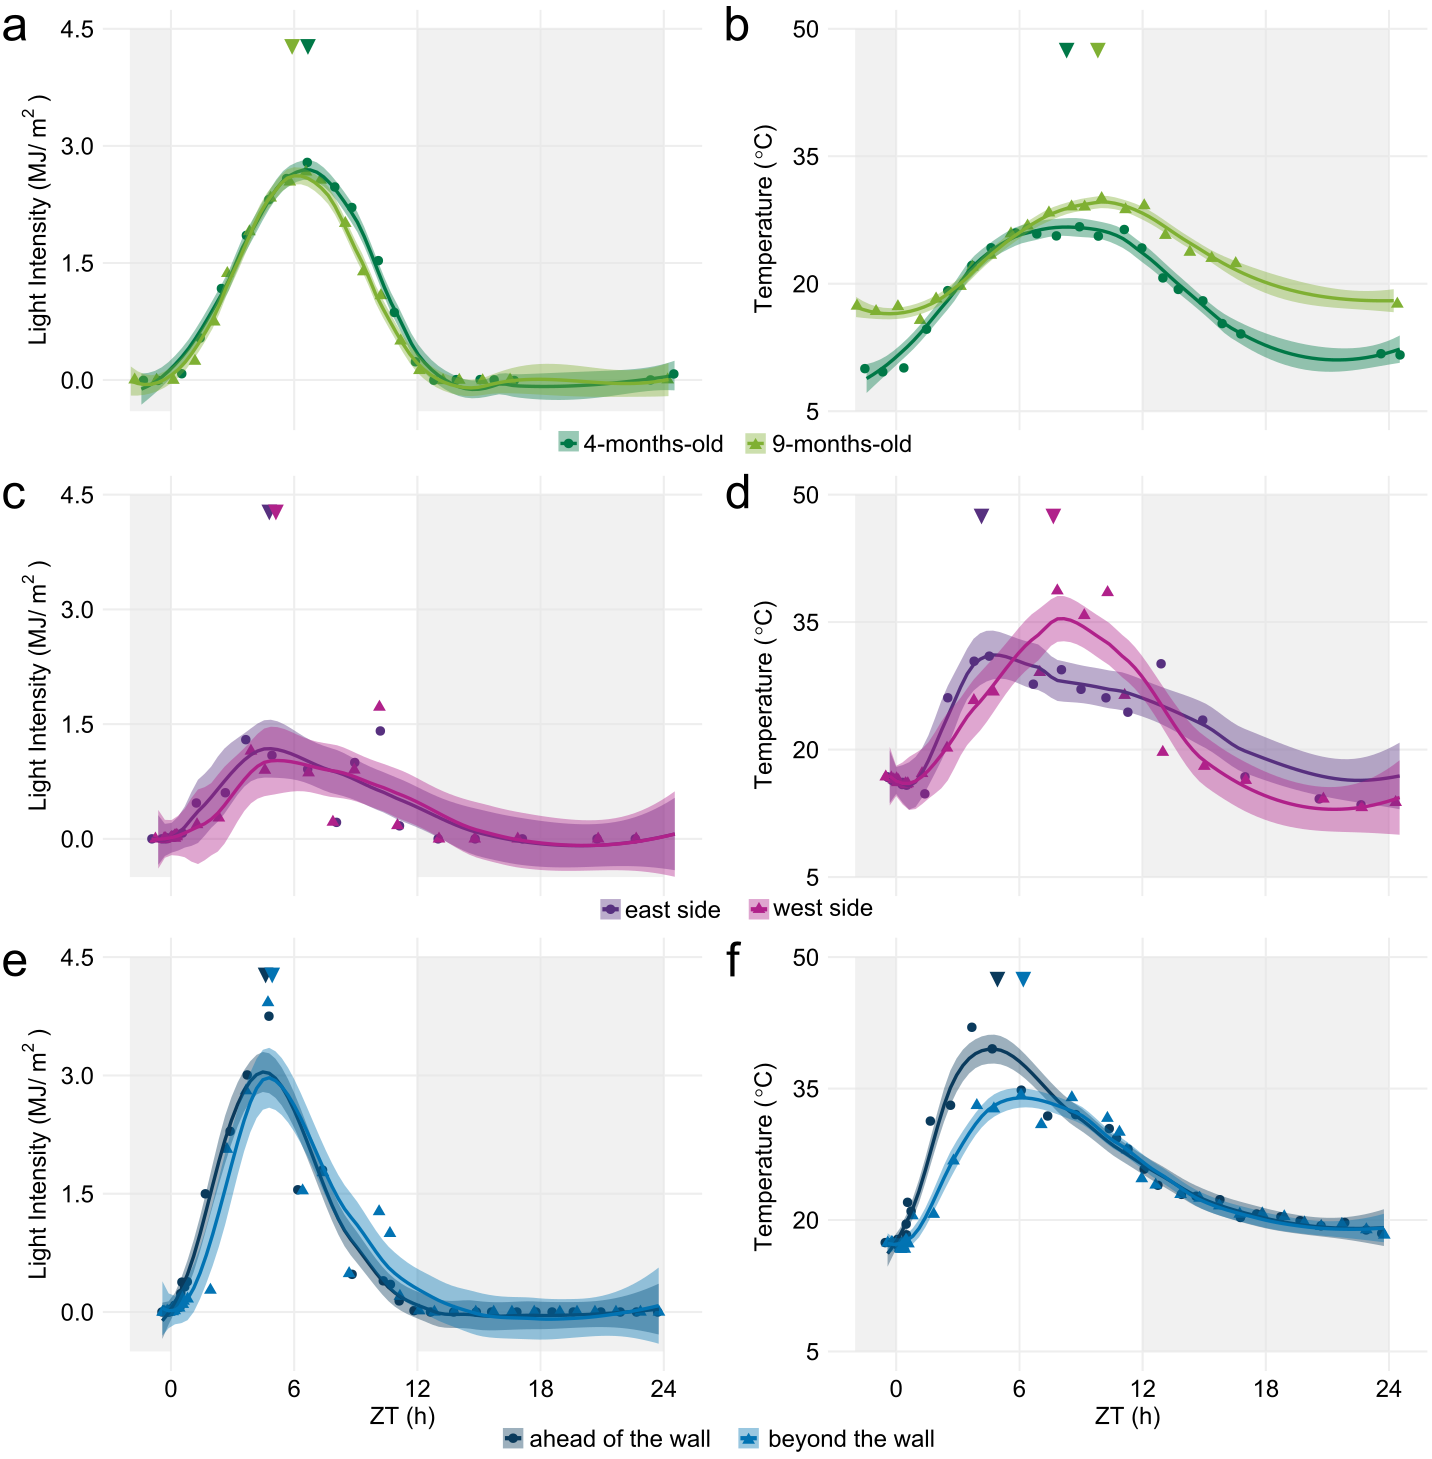 a
b
4.5
3.0
1.5
0.0
Light Intensity (MJ/ m2 )
50
35
20
5
Temperature (°C)
4-months-old 9-months-old
c
d
4.5
3.0
1.5
0.0
Light Intensity (MJ/ m2 )
50
35
20
5
Temperature (°C)
east side west side
e
f
4.5
3.0
1.5
0.0
Light Intensity (MJ/ m2 )
0 6 12 18 24
ZT (h)
50
35
20
5
Temperature (°C)
0 6 12 18 24
ZT (h)
ahead of the wall beyond the wall